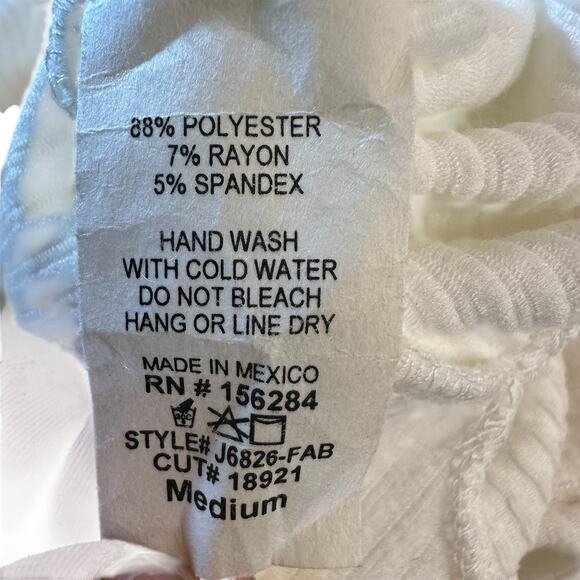 88% POLYESTER
7% RAYON
5% SPANDEX
HAND WASH
WITH COLD WATER
DO NOT BLEACH
HANG OR LINE DRY
MADE IN MEXICO
RN # 156284
STYLE# J6826-FAB
CUT# 18921
Medium